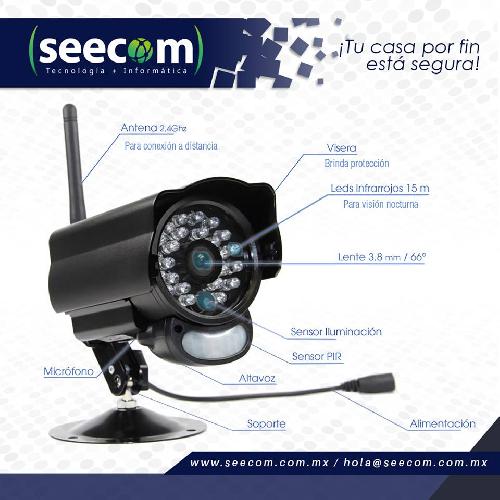 (seecom)
Tecnología + Informática
¡Tu casa por fin
está segura!
Antena 2.4Ghz
Para conexión a distancia
Visera
Brinda protección
Leds Infrarrojos 15 m
Para visión nocturna
Lente 3.8 mm / 66º
Sensor Iluminación
Sensor PIR
Micrófono
Altavoz
Soporte
Alimentación
www.seecom.com.mx / hola@seecom.com.mx